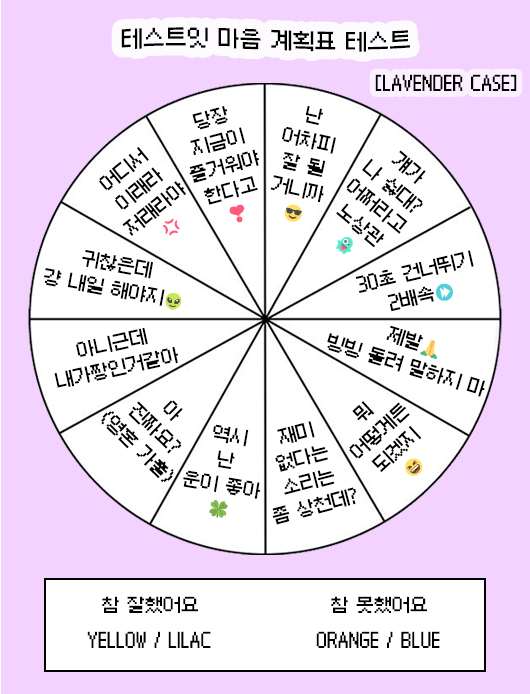 테스트잇 마음 계획표 테스트
[LAVENDER CASE]
당장
지금이
즐거워야
한다고❣️
난
어차피
잘 될
거니까
😎
걔가
나 싫대?
어쩌라고
노상관
👻
30초 건너뛰기
2배속⏩
제발🙏
빙빙 돌려 말하지 마
뭐
어떻게든
되겠지
😆
재미
없다는
소리는
좀 상천데?
역시
난
운이 좋아
🍀
아
진짜요?
(영혼 가출)
아니근데
내가짱인거같아
귀찮은데
걍 내일 해야지👽
어디서
이래라
저래라야
💢
참 잘했어요
YELLOW / LILAC
참 못했어요
ORANGE / BLUE